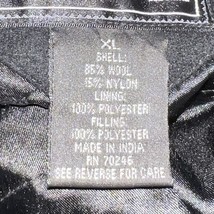 XL
SHELL:
85% WOOL
15% NYLON
LINING:
100% POLYESTER
FILLING:
100% POLYESTER
MADE IN INDIA
RN 70246
SEE REVERSE FOR CARE